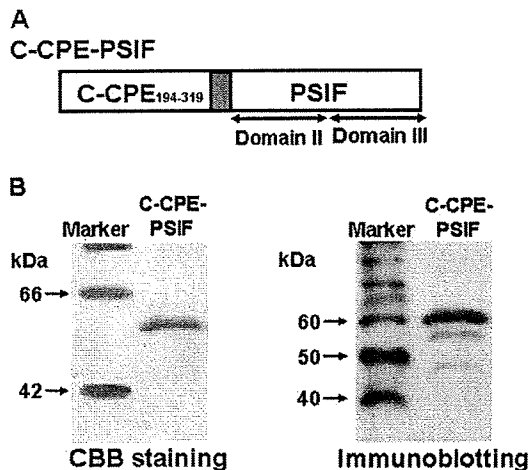 A
C-CPE-PSIF
C-CPE194-319
PSIF
Domain II
Domain III
B
Marker
C-CPE-
PSIF
kDa
66
42
CBB staining
Marker
C-CPE-
PSIF
kDa
60
50
40
Immunoblotting